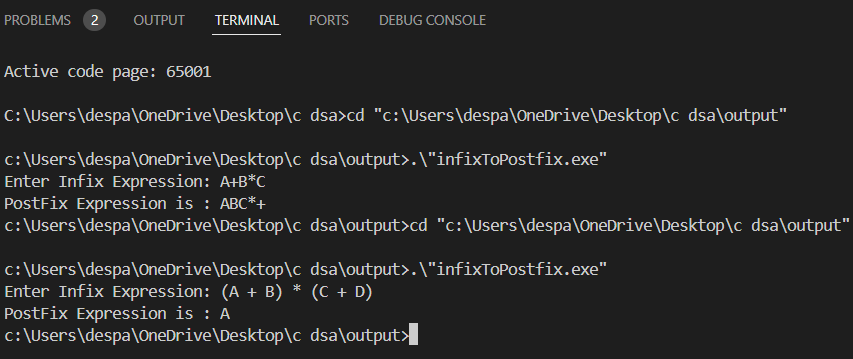 PROBLEMS 2 OUTPUT TERMINAL PORTS DEBUG CONSOLE
Active code page: 65001
C:\Users\despa\OneDrive\Desktop\c dsa>cd "c:\Users\despa\OneDrive\Desktop\c dsa\output"
c:\Users\despa\OneDrive\Desktop\c dsa\output>.\"infixToPostfix.exe"
Enter Infix Expression: A+B*C
PostFix Expression is : ABC*+
c:\Users\despa\OneDrive\Desktop\c dsa\output>cd "c:\Users\despa\OneDrive\Desktop\c dsa\output"
c:\Users\despa\OneDrive\Desktop\c dsa\output>.\"infixToPostfix.exe"
Enter Infix Expression: (A + B) * (C + D)
PostFix Expression is : A
c:\Users\despa\OneDrive\Desktop\c dsa\output>